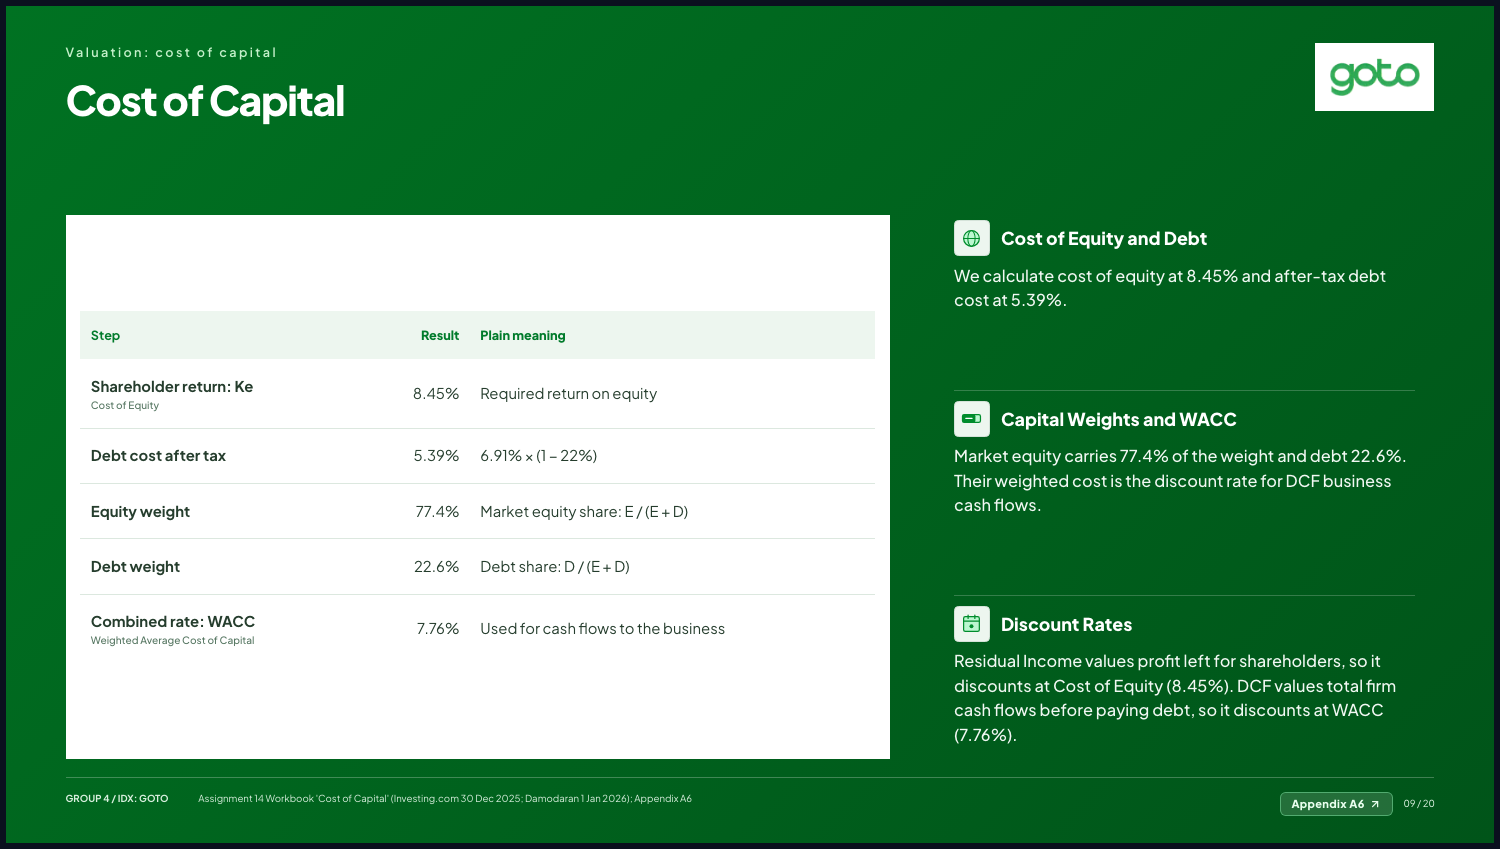 Valuation: cost of capital
Cost of Capital
goto
Step Result Plain meaning
Shareholder return: Ke 8.45% Required return on equity
Cost of Equity
Debt cost after tax 5.39% 6.91% × (1 – 22%)
Equity weight 77.4% Market equity share: E / (E + D)
Debt weight 22.6% Debt share: D / (E + D)
Combined rate: WACC 7.76% Used for cash flows to the business
Weighted Average Cost of Capital
Cost of Equity and Debt
We calculate cost of equity at 8.45% and after-tax debt
cost at 5.39%.
Capital Weights and WACC
Market equity carries 77.4% of the weight and debt 22.6%.
Their weighted cost is the discount rate for DCF business
cash flows.
Discount Rates
Residual Income values profit left for shareholders, so it
discounts at Cost of Equity (8.45%). DCF values total firm
cash flows before paying debt, so it discounts at WACC
(7.76%).
GROUP 4 / IDX: GOTO Assignment 14 Workbook 'Cost of Capital' (Investing.com 30 Dec 2025; Damodaran 1 Jan 2026); Appendix A6
Appendix A6 ↗ 09 / 20